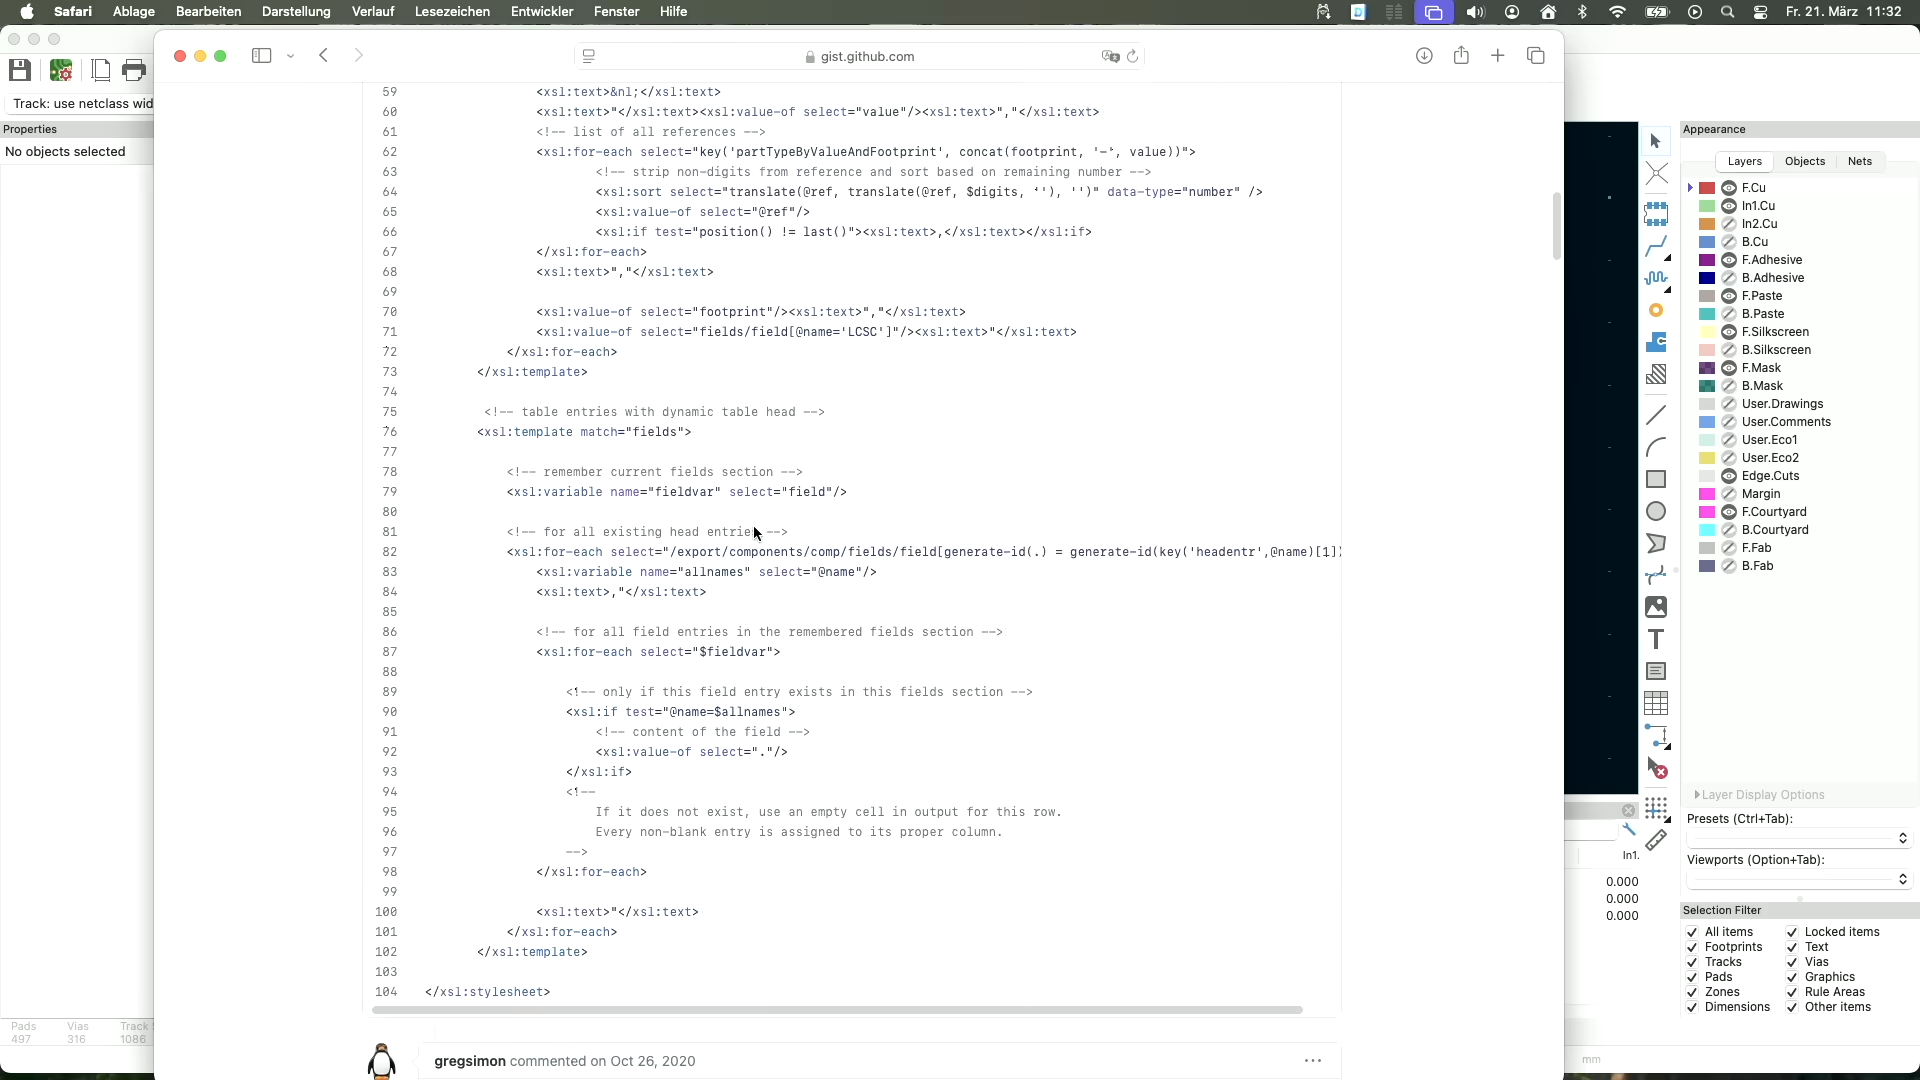 Safari Ablage Bearbeiten Darstellung Verlauf Lesezeichen Entwickler Fenster Hilfe
Fr. 21. März 11:32
gist.github.com
Track: use netclass wid
Properties
No objects selected
59 <xsl:text>&nl;</xsl:text>
60 <xsl:text>"</xsl:text><xsl:value-of select="value"/><xsl:text>","</xsl:text>
61 <!-- list of all references -->
62 <xsl:for-each select="key('partTypeByValueAndFootprint', concat(footprint, '-', value))">
63 <!-- strip non-digits from reference and sort based on remaining number -->
64 <xsl:sort select="translate(@ref, translate(@ref, $digits, ''), '')" data-type="number" />
65 <xsl:value-of select="@ref"/>
66 <xsl:if test="position() != last()"><xsl:text>,</xsl:text></xsl:if>
67 </xsl:for-each>
68 <xsl:text>","</xsl:text>
69
70 <xsl:value-of select="footprint"/><xsl:text>","</xsl:text>
71 <xsl:value-of select="fields/field[@name='LCSC']"/><xsl:text>"</xsl:text>
72 </xsl:for-each>
73 </xsl:template>
74
75 <!-- table entries with dynamic table head -->
76 <xsl:template match="fields">
77
78 <!-- remember current fields section -->
79 <xsl:variable name="fieldvar" select="field"/>
80
81 <!-- for all existing head entries -->
82 <xsl:for-each select="/export/components/comp/fields/field[generate-id(.) = generate-id(key('headentr',@name)[1])
83 <xsl:variable name="allnames" select="@name"/>
84 <xsl:text>,"</xsl:text>
85
86 <!-- for all field entries in the remembered fields section -->
87 <xsl:for-each select="$fieldvar">
88
89 <!-- only if this field entry exists in this fields section -->
90 <xsl:if test="@name=$allnames">
91 <!-- content of the field -->
92 <xsl:value-of select="."/>
93 </xsl:if>
94 <!--
95 If it does not exist, use an empty cell in output for this row.
96 Every non-blank entry is assigned to its proper column.
97 -->
98 </xsl:for-each>
99
100 <xsl:text>"</xsl:text>
101 </xsl:for-each>
102 </xsl:template>
103
104 </xsl:stylesheet>
gregsimon commented on Oct 26, 2020
Pads Vias Track
497 316 1086
In1.
0.000
0.000
0.000
mm
Appearance
Layers Objects Nets
F.Cu
In1.Cu
In2.Cu
B.Cu
F.Adhesive
B.Adhesive
F.Paste
B.Paste
F.Silkscreen
B.Silkscreen
F.Mask
B.Mask
User.Drawings
User.Comments
User.Eco1
User.Eco2
Edge.Cuts
Margin
F.Courtyard
B.Courtyard
F.Fab
B.Fab
Layer Display Options
Presets (Ctrl+Tab):
Viewports (Option+Tab):
Selection Filter
All items Locked items
Footprints Text
Tracks Vias
Pads Graphics
Zones Rule Areas
Dimensions Other items